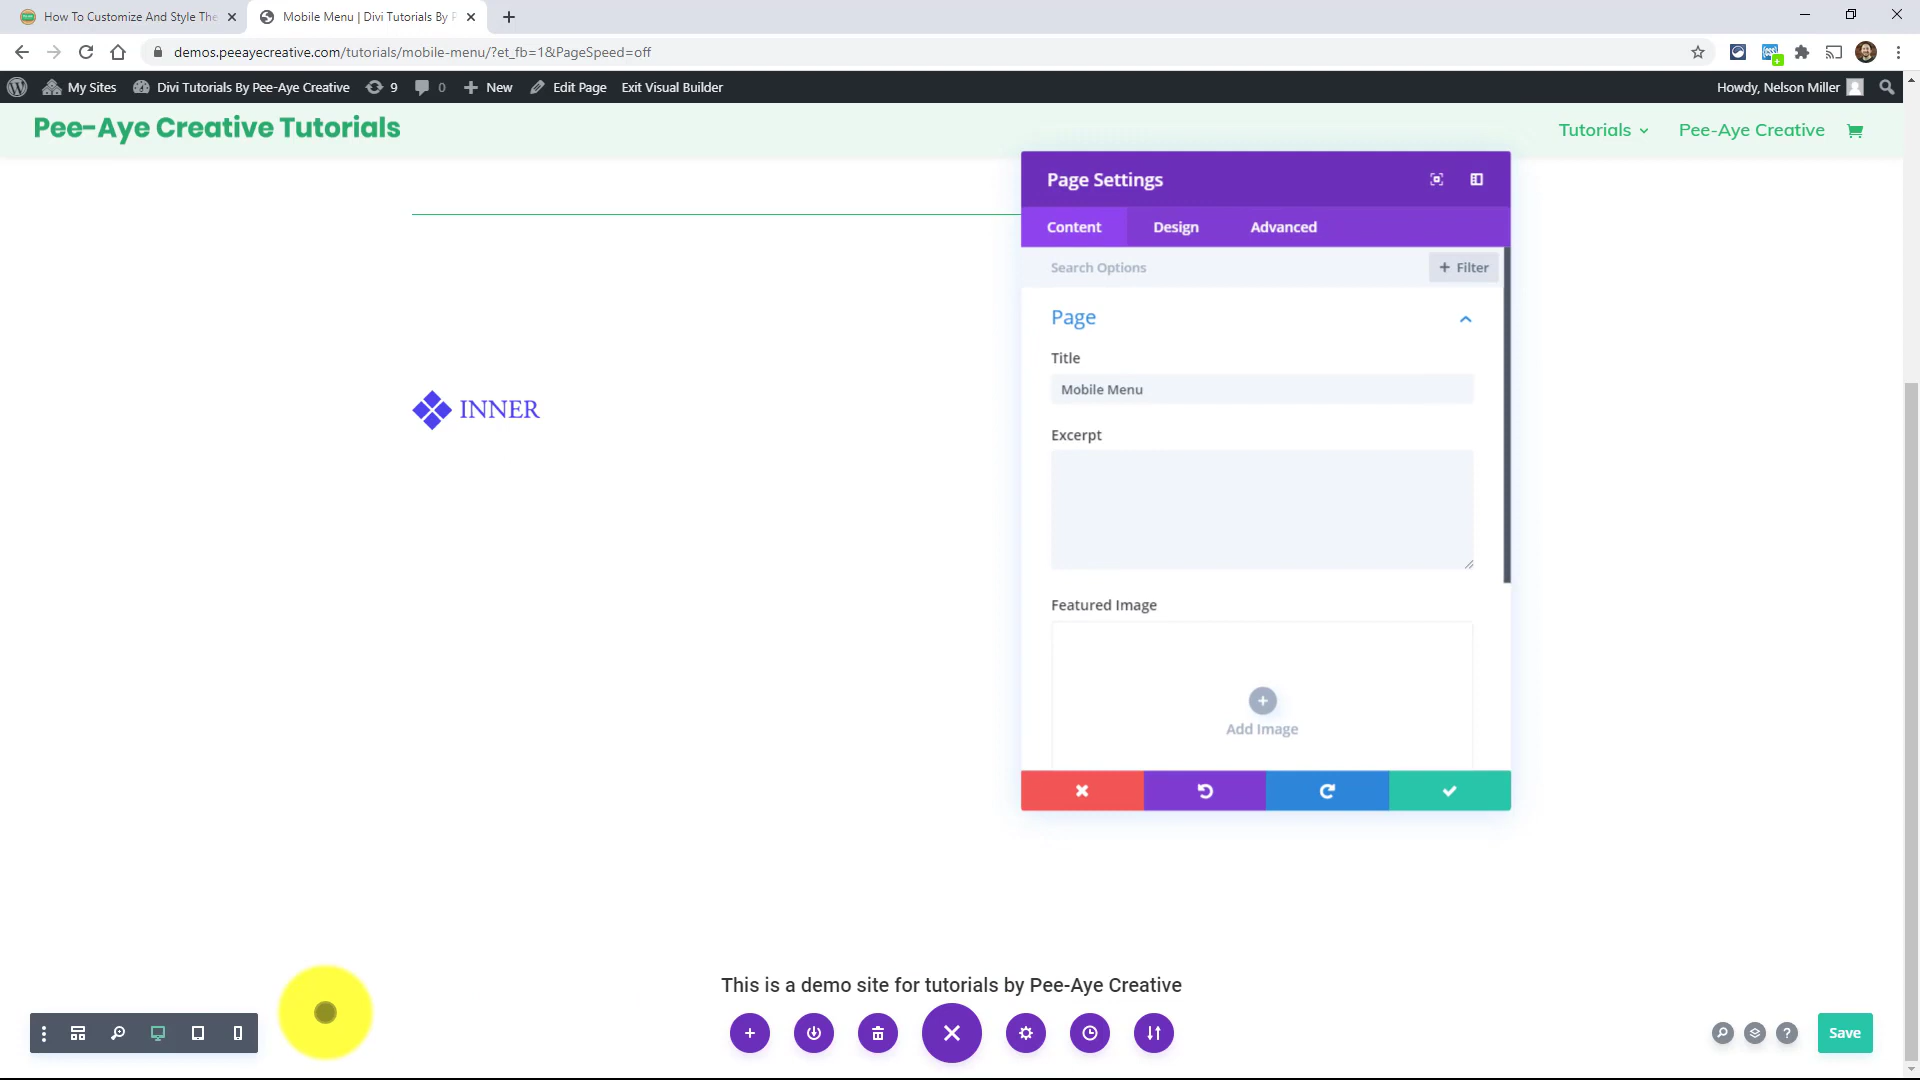 How To Customize And Style The
Mobile Menu | Divi Tutorials By P
demos.peeayecreative.com/tutorials/mobile-menu/?et_fb=1&PageSpeed=off
My Sites
Divi Tutorials By Pee-Aye Creative
9
0
New
Edit Page
Exit Visual Builder
Howdy, Nelson Miller
Pee-Aye Creative Tutorials
Tutorials
Pee-Aye Creative
Page Settings
Content
Design
Advanced
Search Options
+ Filter
Page
Title
Mobile Menu
Excerpt
INNER
Featured Image
Add Image
This is a demo site for tutorials by Pee-Aye Creative
?
Save